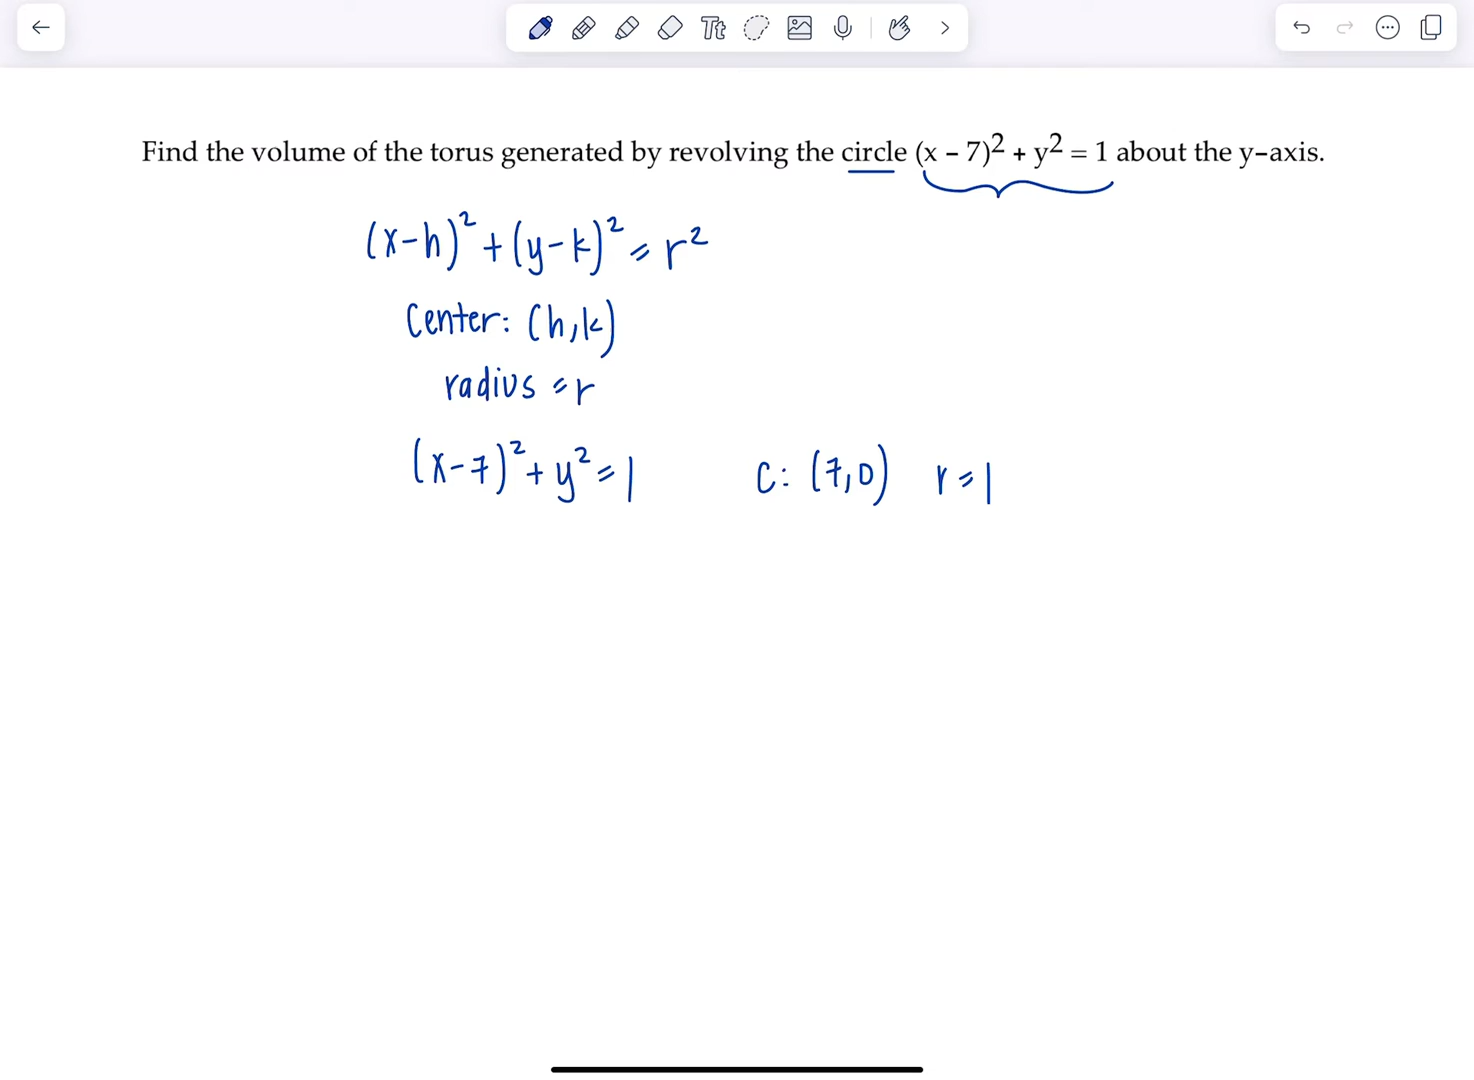 Tt
Find the volume of the torus generated by revolving the circle (x – 7)² + y² = 1 about the y–axis.
(x-h)² + (y-k)² = r²
Center: (h,k)
radius = r
(x-7)² + y² = 1 C: (7,0) r = 1